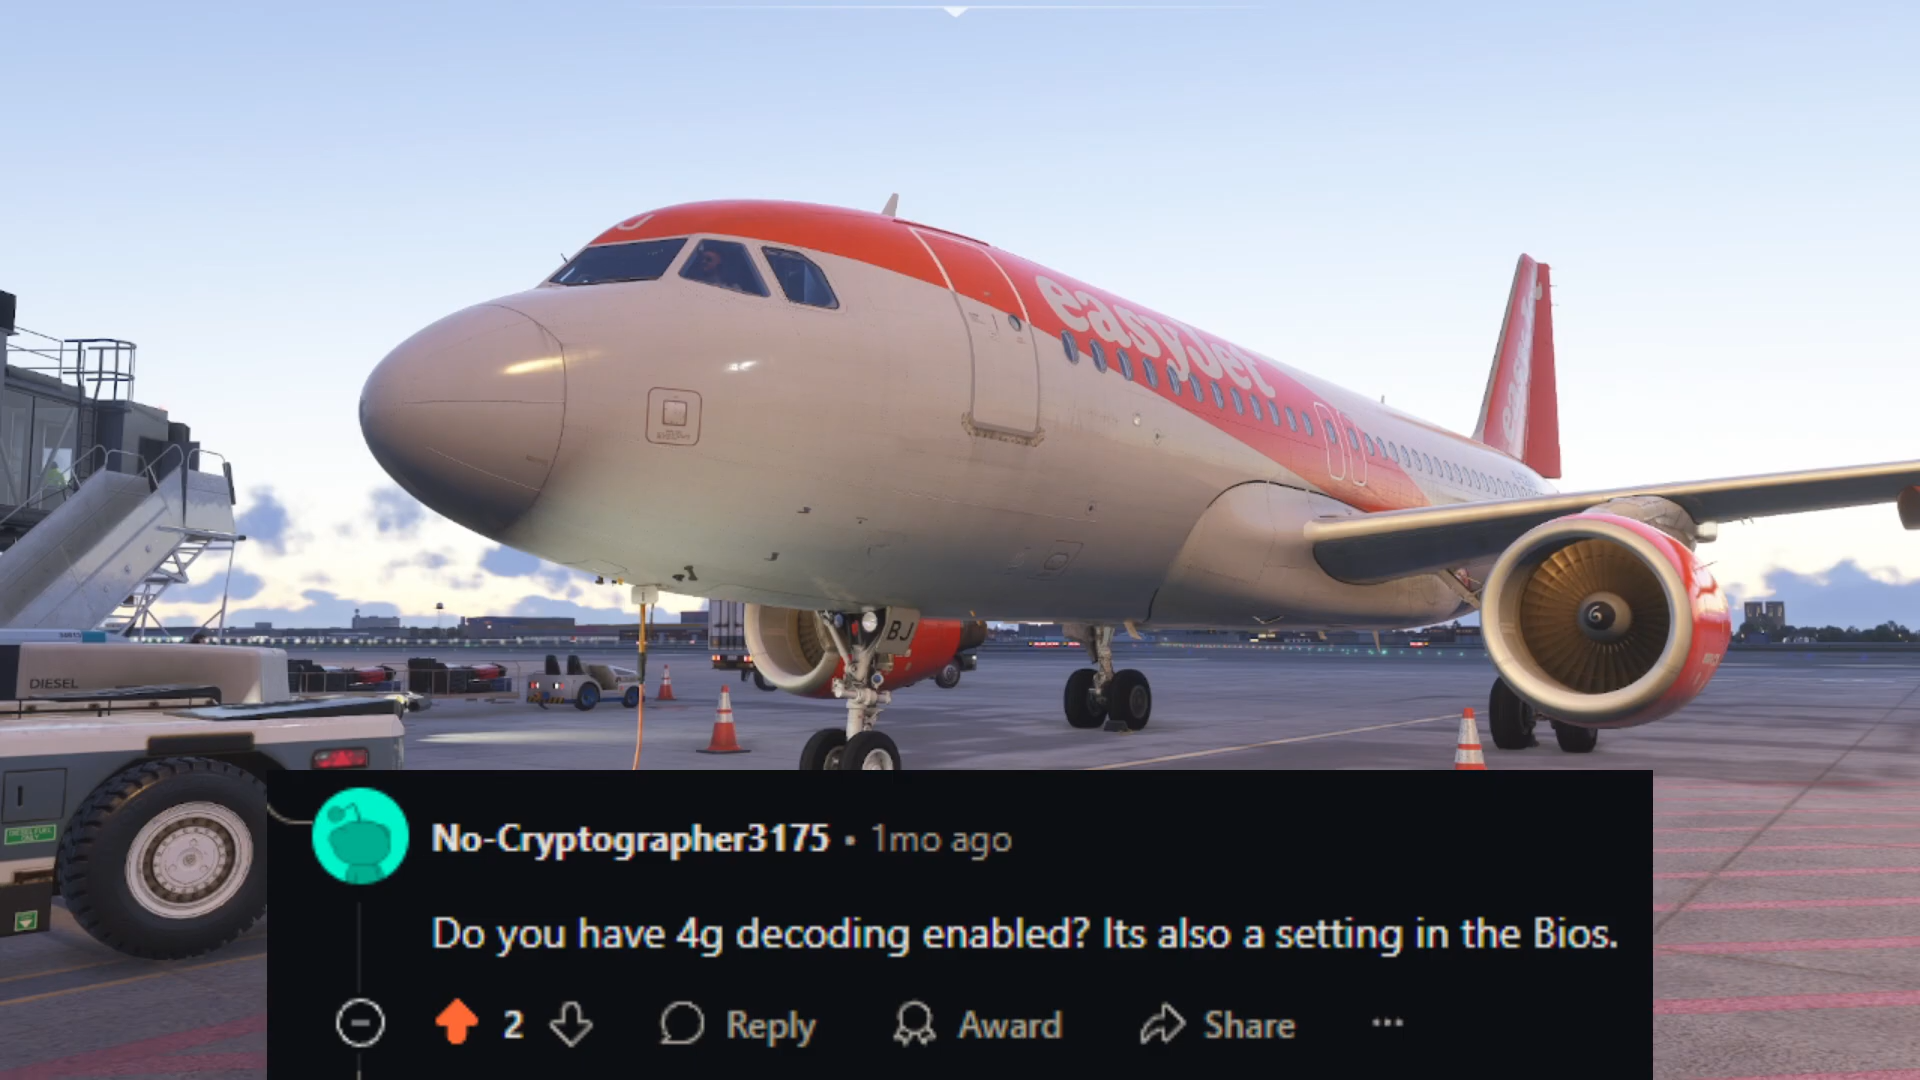 easyJet
easyJet
BJ
DIESEL
No-Cryptographer3175 • 1mo ago
Do you have 4g decoding enabled? Its also a setting in the Bios.
2
Reply
Award
Share